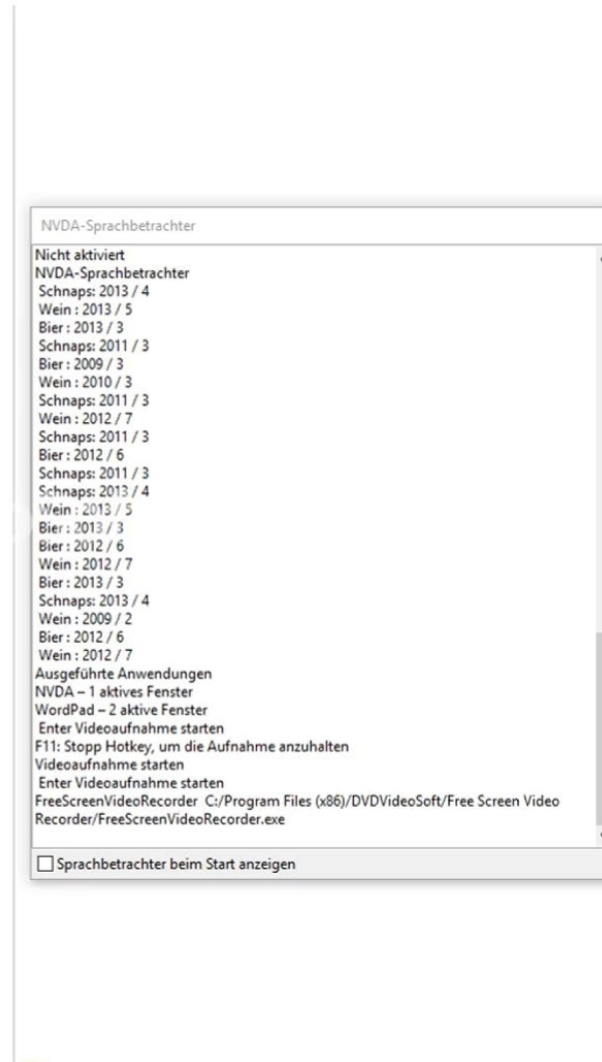 NVDA-Sprachbetrachter
Nicht aktiviert
NVDA-Sprachbetrachter
Schnaps: 2013 / 4
Wein : 2013 / 5
Bier : 2013 / 3
Schnaps: 2011 / 3
Bier : 2009 / 3
Wein : 2010 / 3
Schnaps: 2011 / 3
Wein : 2012 / 7
Schnaps: 2011 / 3
Bier : 2012 / 6
Schnaps: 2011 / 3
Schnaps: 2013 / 4
Wein : 2013 / 5
Bier : 2013 / 3
Bier : 2012 / 6
Wein : 2012 / 7
Bier : 2013 / 3
Schnaps: 2013 / 4
Wein : 2009 / 2
Bier : 2012 / 6
Wein : 2012 / 7
Ausgeführte Anwendungen
NVDA – 1 aktives Fenster
WordPad – 2 aktive Fenster
Enter Videoaufnahme starten
F11: Stopp Hotkey, um die Aufnahme anzuhalten
Videoaufnahme starten
Enter Videoaufnahme starten
FreeScreenVideoRecorder  C:/Program Files (x86)/DVDVideoSoft/Free Screen Video
Recorder/FreeScreenVideoRecorder.exe
Sprachbetrachter beim Start anzeigen